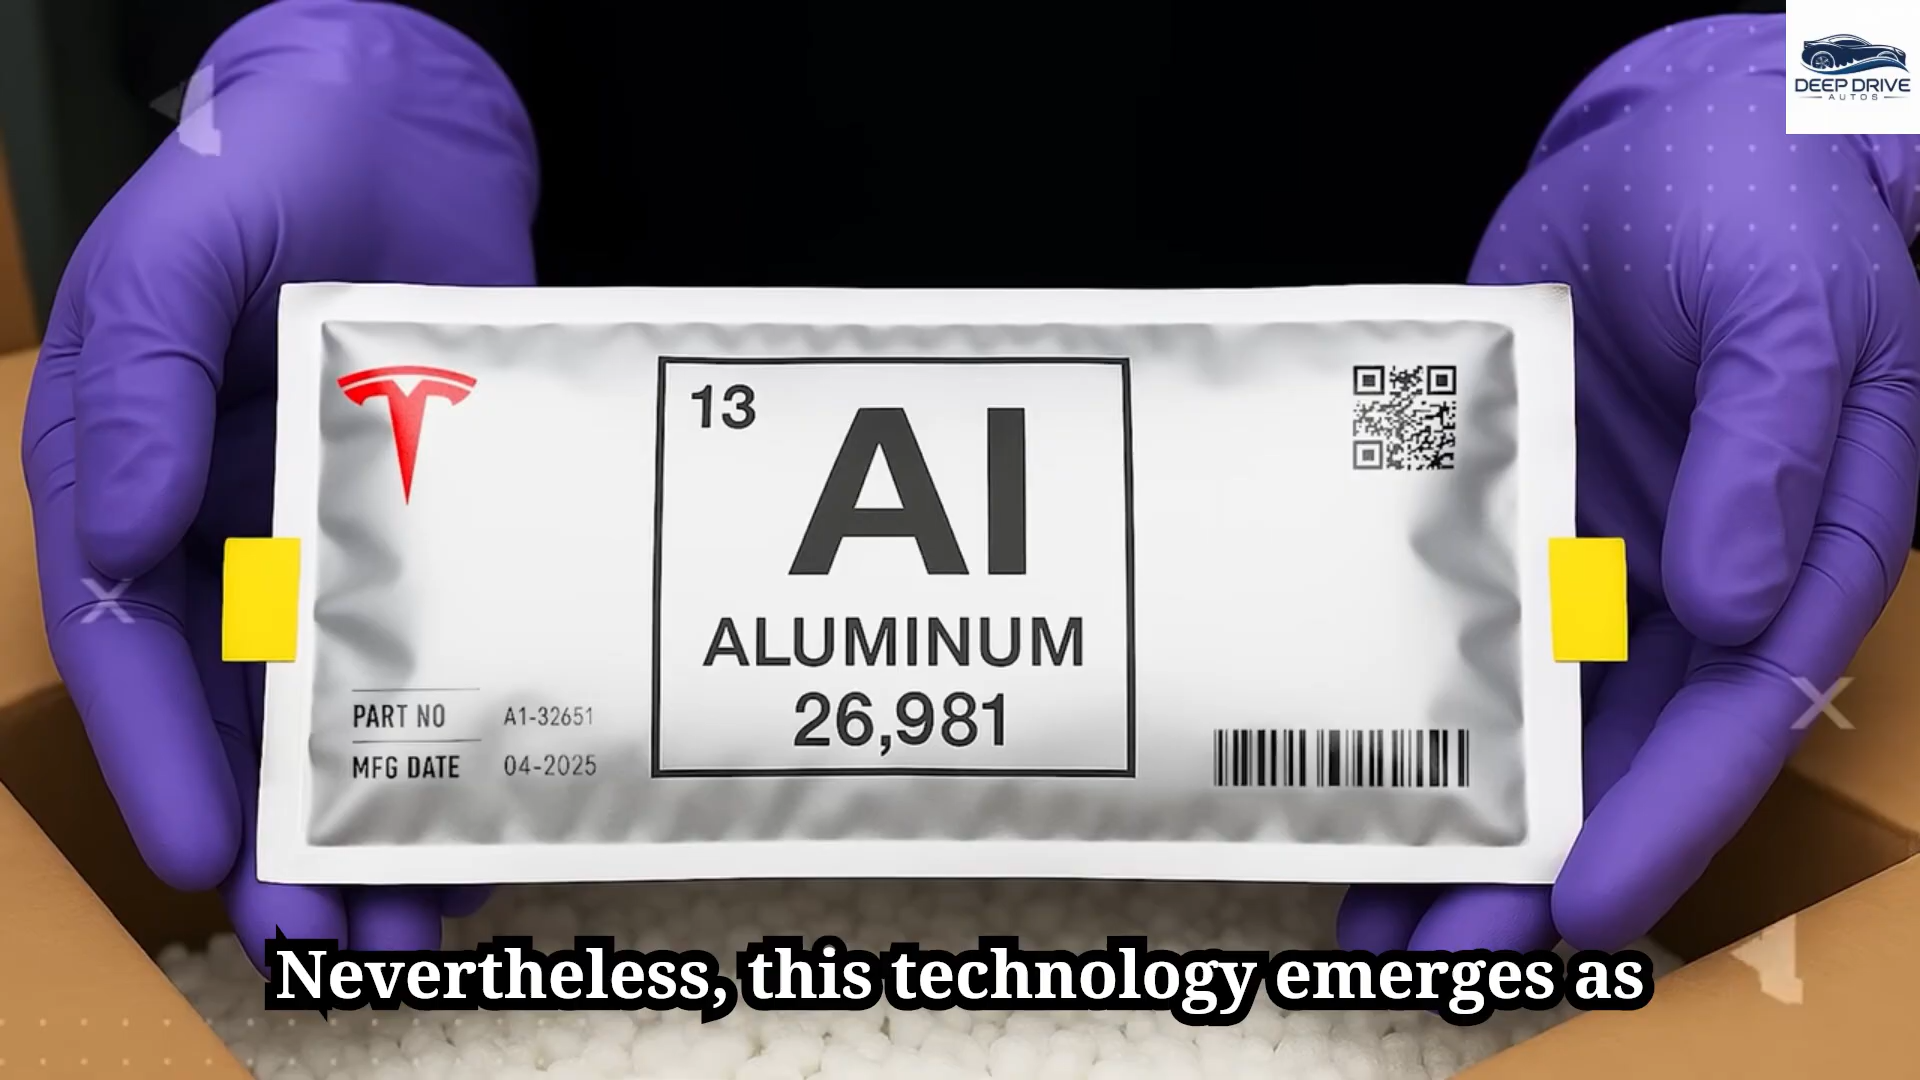 DEEP DRIVE
AUTOS
13
Al
ALUMINUM
26,981
PART NO A1-32651
MFG DATE 04-2025
Nevertheless, this technology emerges as